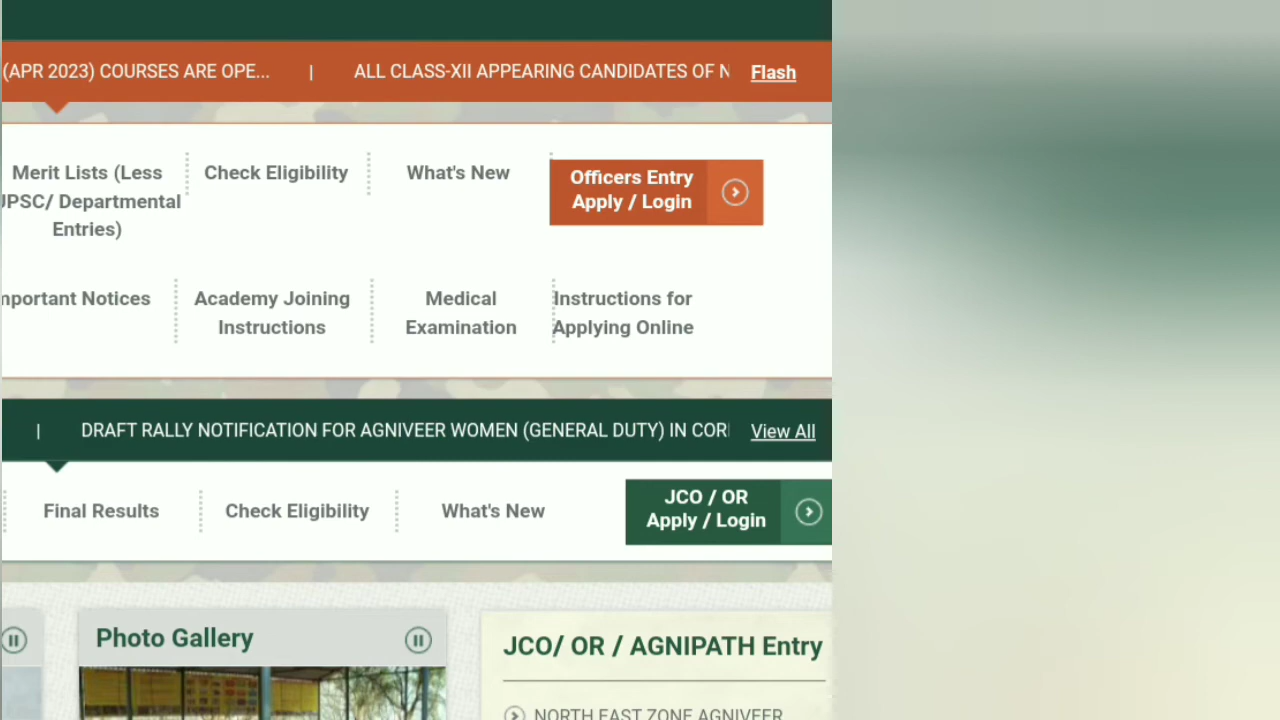 (APR 2023) COURSES ARE OPE... | ALL CLASS-XII APPEARING CANDIDATES OF N Flash
Merit Lists (Less
UPSC/ Departmental
Entries)
Check Eligibility
What's New
Officers Entry
Apply / Login
mportant Notices
Academy Joining
Instructions
Medical
Examination
Instructions for
Applying Online
| DRAFT RALLY NOTIFICATION FOR AGNIVEER WOMEN (GENERAL DUTY) IN COR View All
Final Results
Check Eligibility
What's New
JCO / OR
Apply / Login
Photo Gallery
JCO/ OR / AGNIPATH Entry
NORTH EAST ZONE AGNIVEER